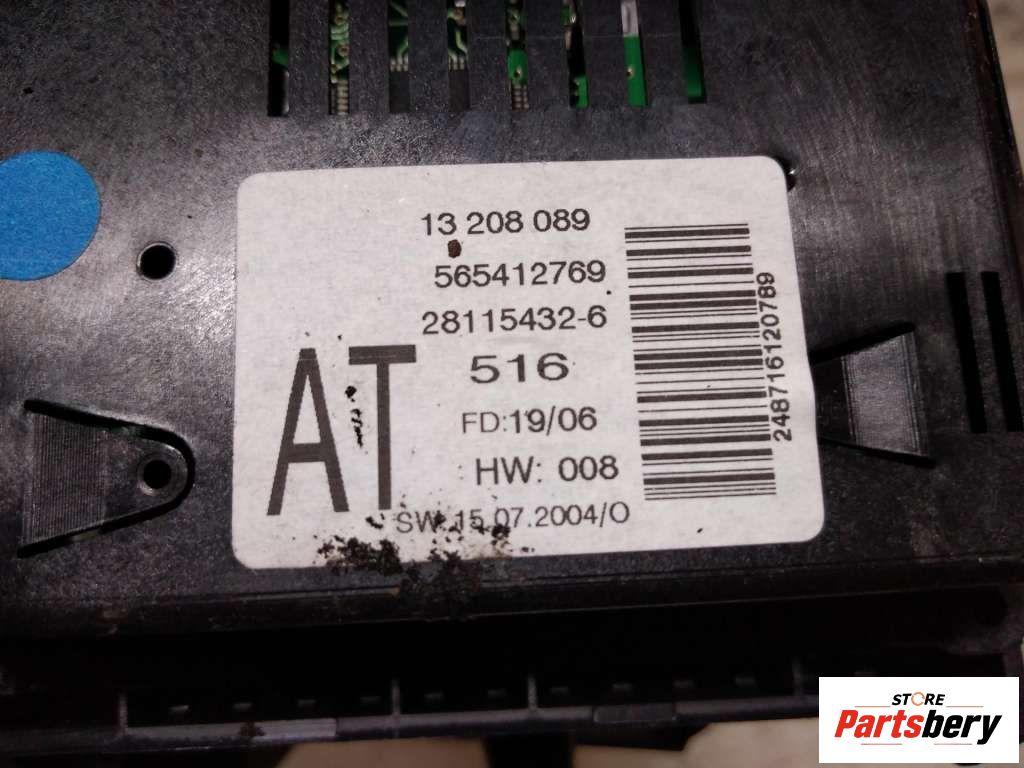 13 208 089
565412769
28115432-6
516
AT
FD:19/06
HW: 008
SW:15.07.2004/O
248716120789
STORE
Partsbery